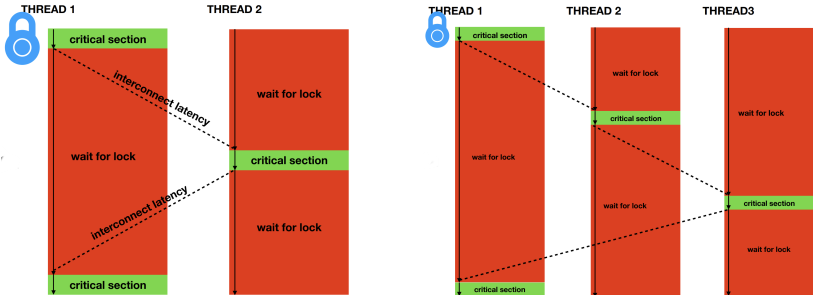 THREAD 1
THREAD 2
critical section
interconnect latency
wait for lock
wait for lock
critical section
interconnect latency
wait for lock
critical section
THREAD 1
THREAD 2
THREAD3
critical section
wait for lock
wait for lock
critical section
wait for lock
critical section
wait for lock
wait for lock
critical section